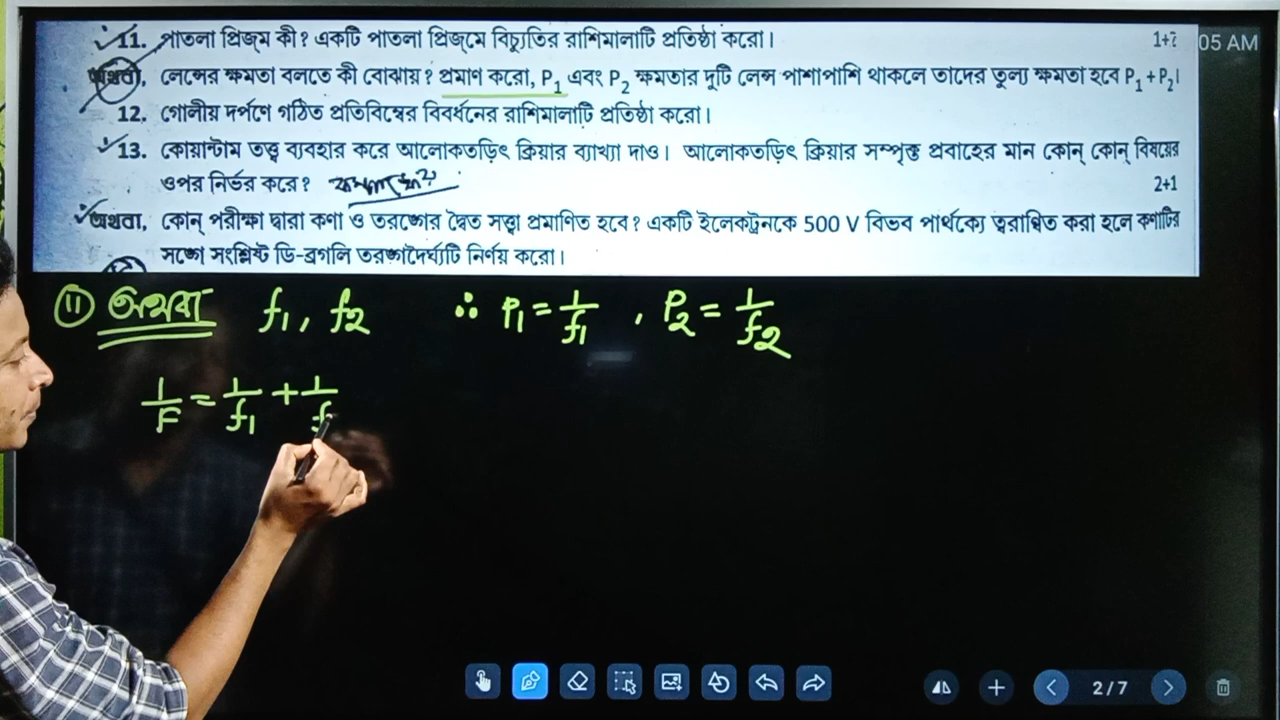 11. পাতলা প্রিজ্‌ম কী? একটি পাতলা প্রিজ্‌মে বিচ্যুতির রাশিমালাটি প্রতিষ্ঠা করো। 1+2
05 AM
অথবা, লেন্সের ক্ষমতা বলতে কী বোঝায়? প্রমাণ করো, P₁ এবং P₂ ক্ষমতার দুটি লেন্স পাশাপাশি থাকলে তাদের তুল্য ক্ষমতা হবে P₁ + P₂।
12. গোলীয় দর্পণে গঠিত প্রতিবিম্বের বিবর্ধনের রাশিমালাটি প্রতিষ্ঠা করো।
13. কোয়ান্টাম তত্ত্ব ব্যবহার করে আলোকতড়িৎ ক্রিয়ার ব্যাখ্যা দাও। আলোকতড়িৎ ক্রিয়ার সম্পৃক্ত প্রবাহের মান কোন্ কোন্ বিষয়ের
ওপর নির্ভর করে? 2+1
অথবা, কোন্ পরীক্ষা দ্বারা কণা ও তরঙ্গের দ্বৈত সত্ত্বা প্রমাণিত হবে? একটি ইলেকট্রনকে 500 V বিভব পার্থক্যে ত্বরান্বিত করা হলে কণাটির
সঙ্গে সংশ্লিষ্ট ডি-ব্রগলি তরঙ্গদৈর্ঘ্যটি নির্ণয় করো।
11 অথবা f₁, f₂ ∴ P₁ = 1/f₁ , P₂ = 1/f₂
1/F = 1/f₁ + 1/f
2/7